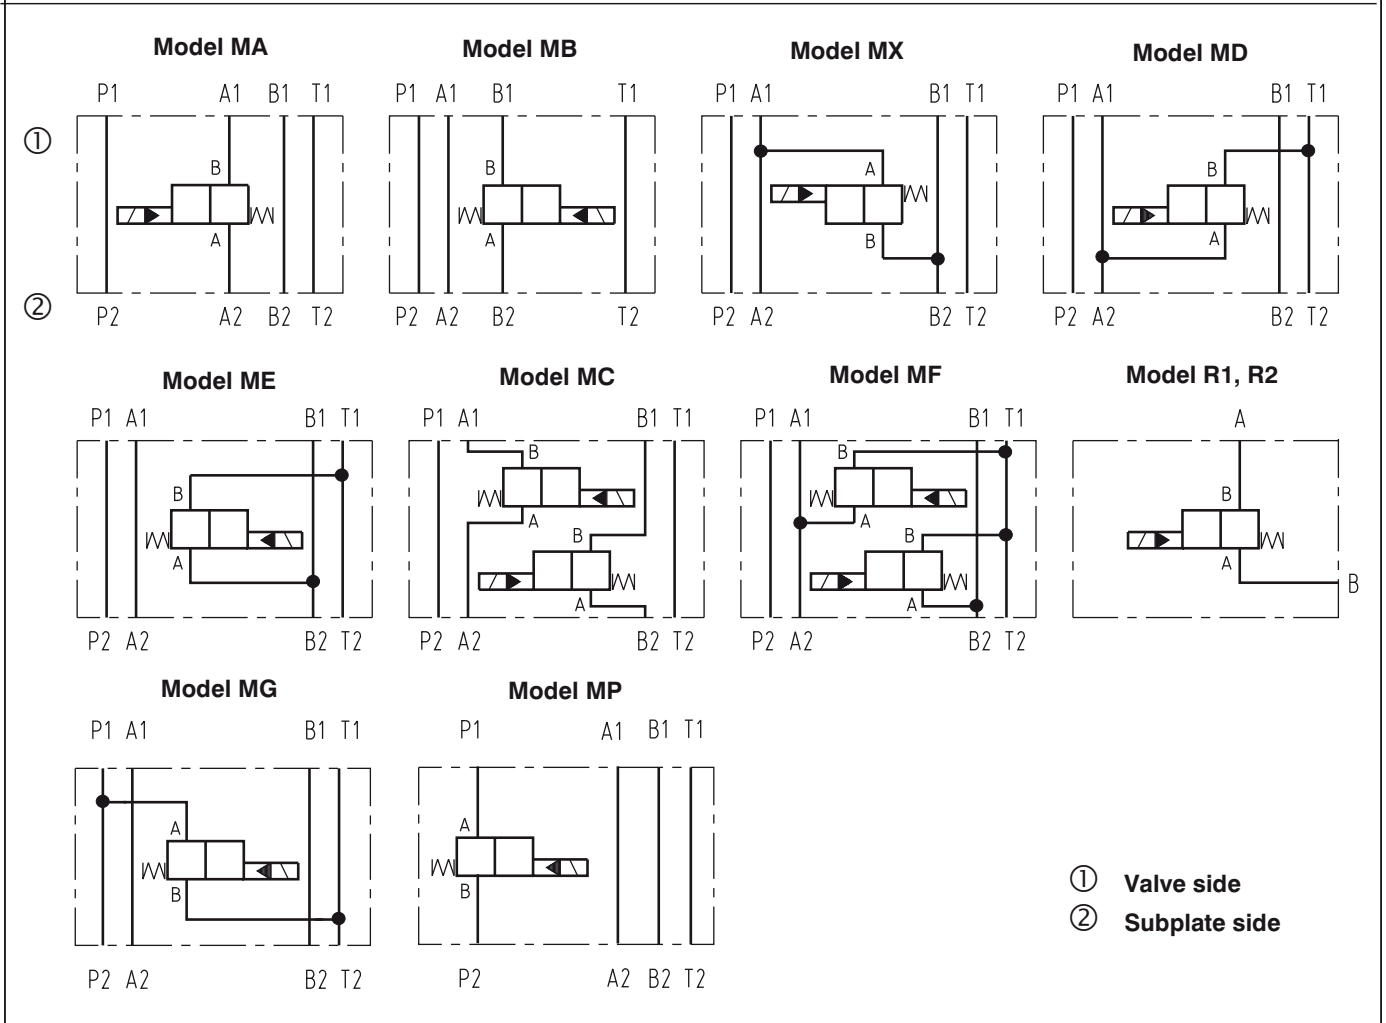 Model MA
Model MB
Model MX
Model MD
P1 A1 B1 T1
P1 A1 B1 T1
P1 A1 B1 T1
P1 A1 B1 T1
①
B
A
B
A
A
B
B
A
②
P2 A2 B2 T2
P2 A2 B2 T2
P2 A2 B2 T2
P2 A2 B2 T2
Model ME
Model MC
Model MF
Model R1, R2
P1 A1 B1 T1
P1 A1 B1 T1
P1 A1 B1 T1
A
B
A
B
A
B
A
B
A
B
A
B
A
B
P2 A2 B2 T2
P2 A2 B2 T2
P2 A2 B2 T2
Model MG
Model MP
P1 A1 B1 T1
P1 A1 B1 T1
A
B
A
B
P2 A2 B2 T2
P2 A2 B2 T2
① Valve side
② Subplate side